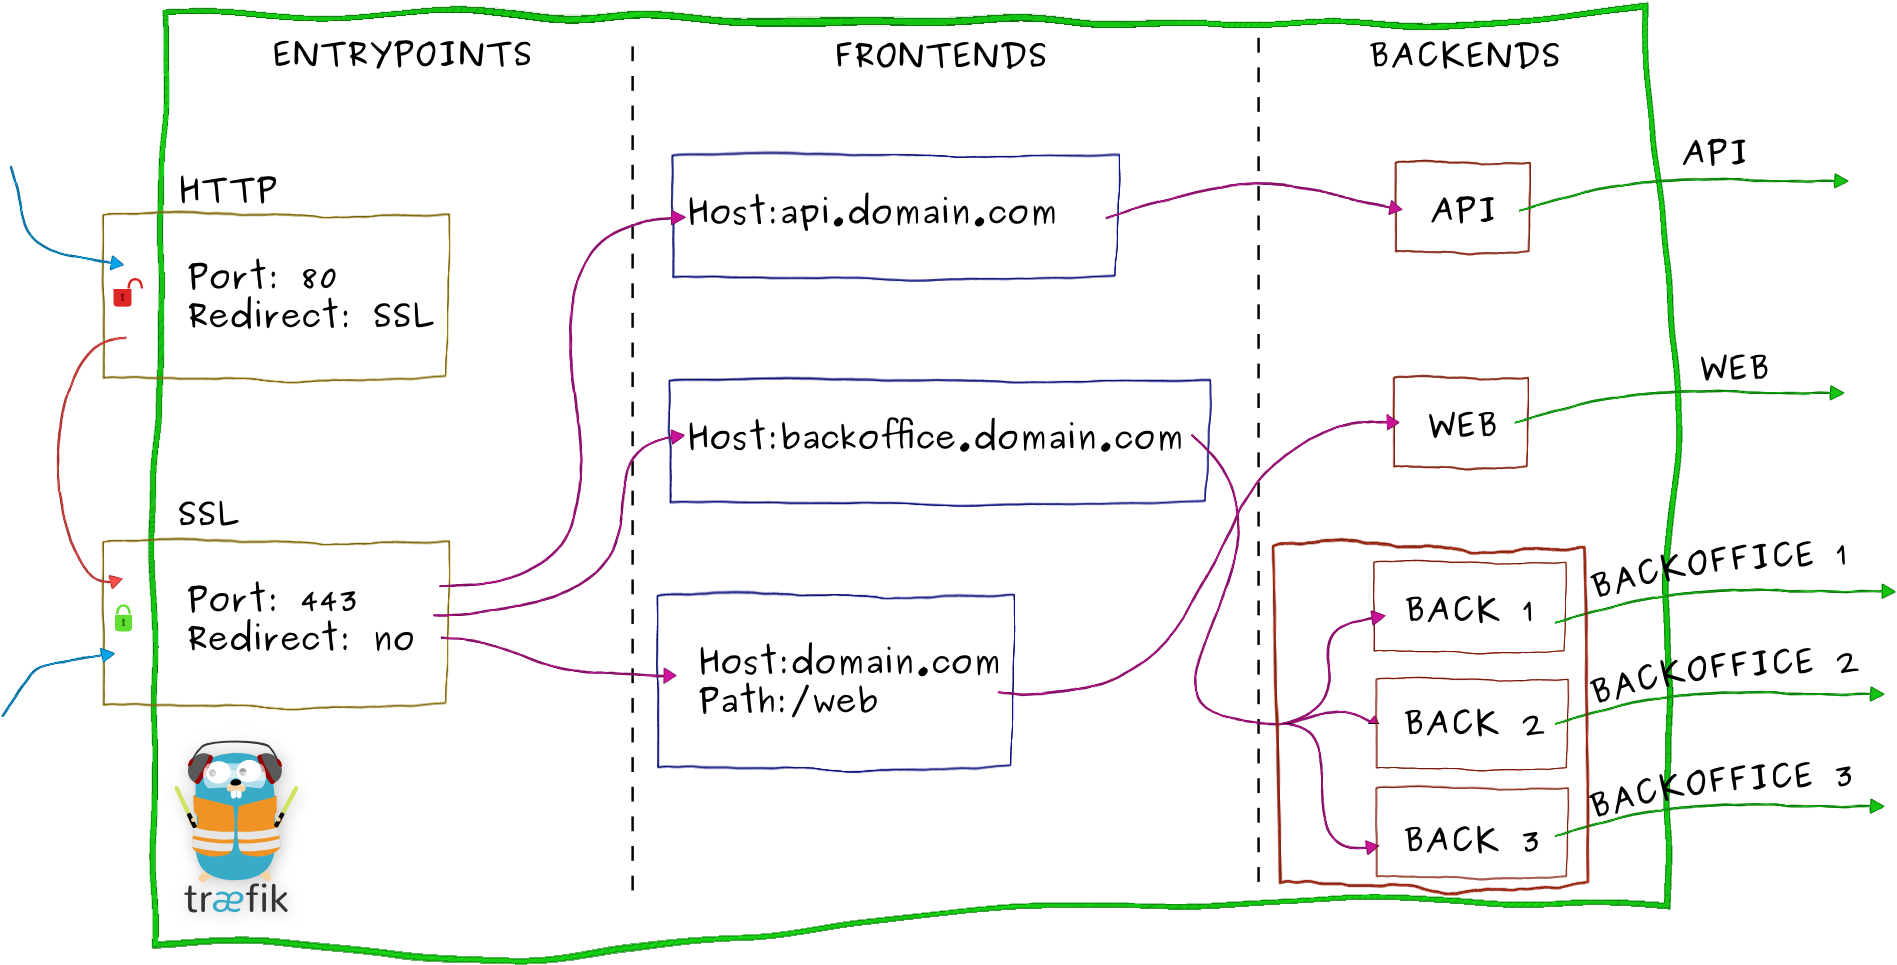 ENTRYPOINTS
FRONTENDS
BACKENDS
HTTP
Port: 80
Redirect: SSL
SSL
Port: 443
Redirect: no
træfik
Host:api.domain.com
Host:backoffice.domain.com
Host:domain.com
Path:/web
API
WEB
BACK 1
BACK 2
BACK 3
API
WEB
BACKOFFICE 1
BACKOFFICE 2
BACKOFFICE 3